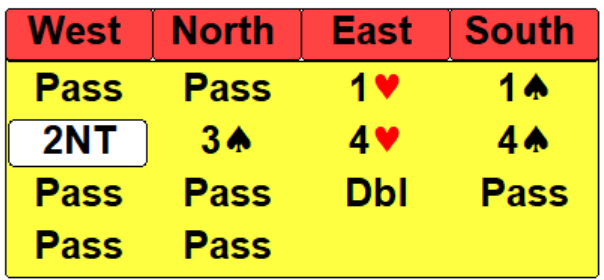 West North East South
Pass Pass 1♥ 1♠
2NT 3♠ 4♥ 4♠
Pass Pass Dbl Pass
Pass Pass